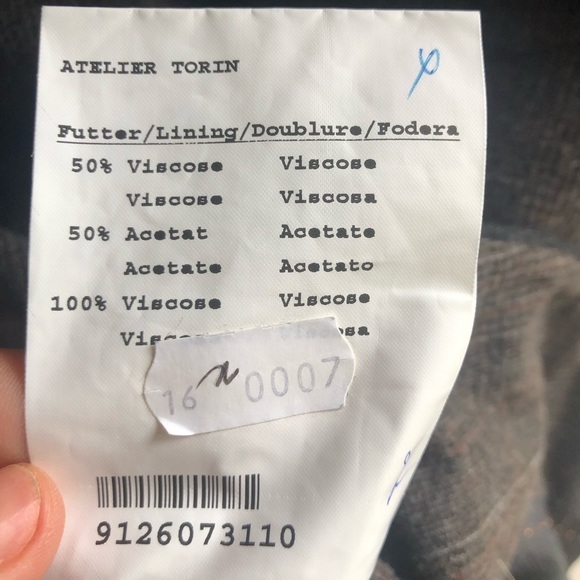 ATELIER TORIN
Futter/Lining/Doublure/Fodera
50% Viscose Viscose
Viscose Viscosa
50% Acetat Acetate
Acetate Acetato
100% Viscose Viscose
16 0007
9126073110